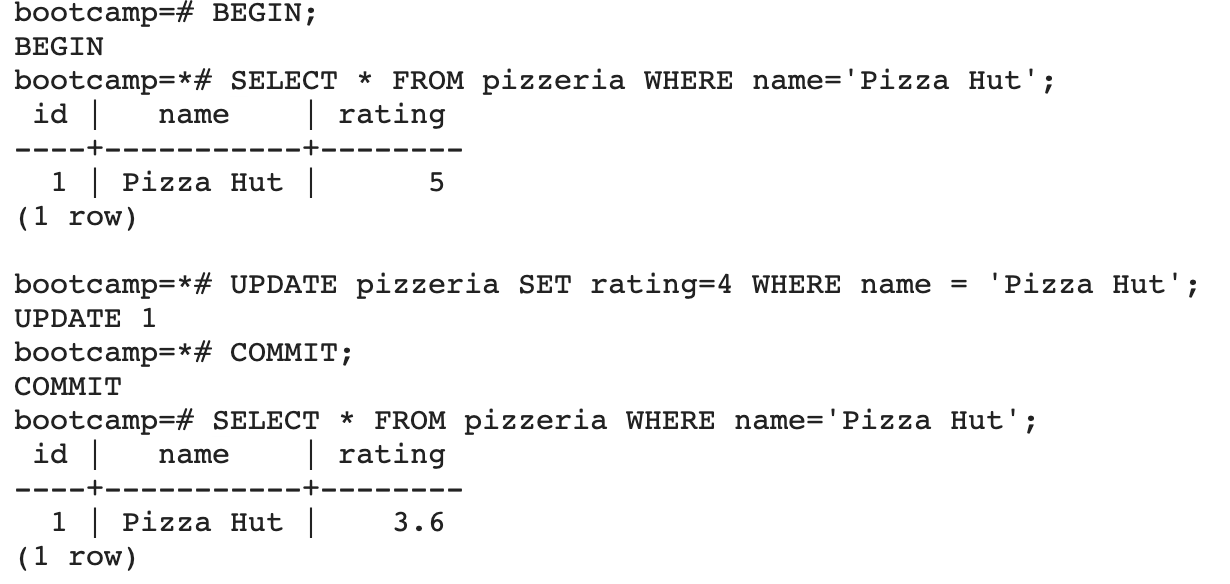 bootcamp=# BEGIN;
BEGIN
bootcamp=*# SELECT * FROM pizzeria WHERE name='Pizza Hut';
 id |   name    | rating
----+-----------+--------
  1 | Pizza Hut |      5
(1 row)

bootcamp=*# UPDATE pizzeria SET rating=4 WHERE name = 'Pizza Hut';
UPDATE 1
bootcamp=*# COMMIT;
COMMIT
bootcamp=# SELECT * FROM pizzeria WHERE name='Pizza Hut';
 id |   name    | rating
----+-----------+--------
  1 | Pizza Hut |    3.6
(1 row)